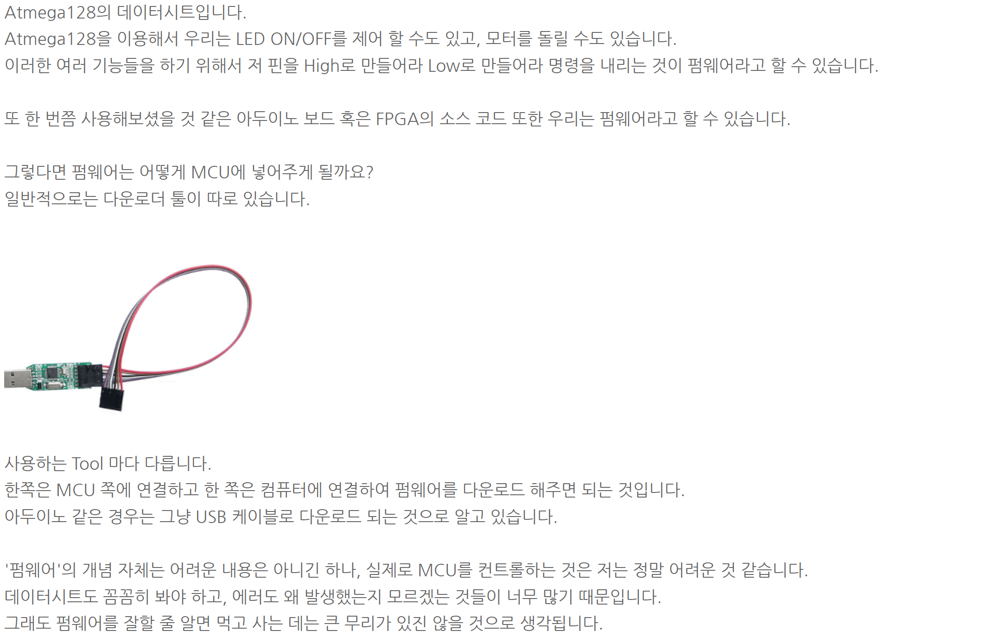 Atmega128의 데이터시트입니다.
Atmega128을 이용해서 우리는 LED ON/OFF를 제어 할 수도 있고, 모터를 돌릴 수도 있습니다.
이러한 여러 기능들을 하기 위해서 저 핀을 High로 만들어라 Low로 만들어라 명령을 내리는 것이 펌웨어라고 할 수 있습니다.
또 한 번쯤 사용해보셨을 것 같은 아두이노 보드 혹은 FPGA의 소스 코드 또한 우리는 펌웨어라고 할 수 있습니다.
그렇다면 펌웨어는 어떻게 MCU에 넣어주게 될까요?
일반적으로는 다운로더 툴이 따로 있습니다.
VCC
사용하는 Tool 마다 다릅니다.
한쪽은 MCU 쪽에 연결하고 한 쪽은 컴퓨터에 연결하여 펌웨어를 다운로드 해주면 되는 것입니다.
아두이노 같은 경우는 그냥 USB 케이블로 다운로드 되는 것으로 알고 있습니다.
'펌웨어'의 개념 자체는 어려운 내용은 아니긴 하나, 실제로 MCU를 컨트롤하는 것은 저는 정말 어려운 것 같습니다.
데이터시트도 꼼꼼히 봐야 하고, 에러도 왜 발생했는지 모르겠는 것들이 너무 많기 때문입니다.
그래도 펌웨어를 잘할 줄 알면 먹고 사는 데는 큰 무리가 있진 않을 것으로 생각됩니다.